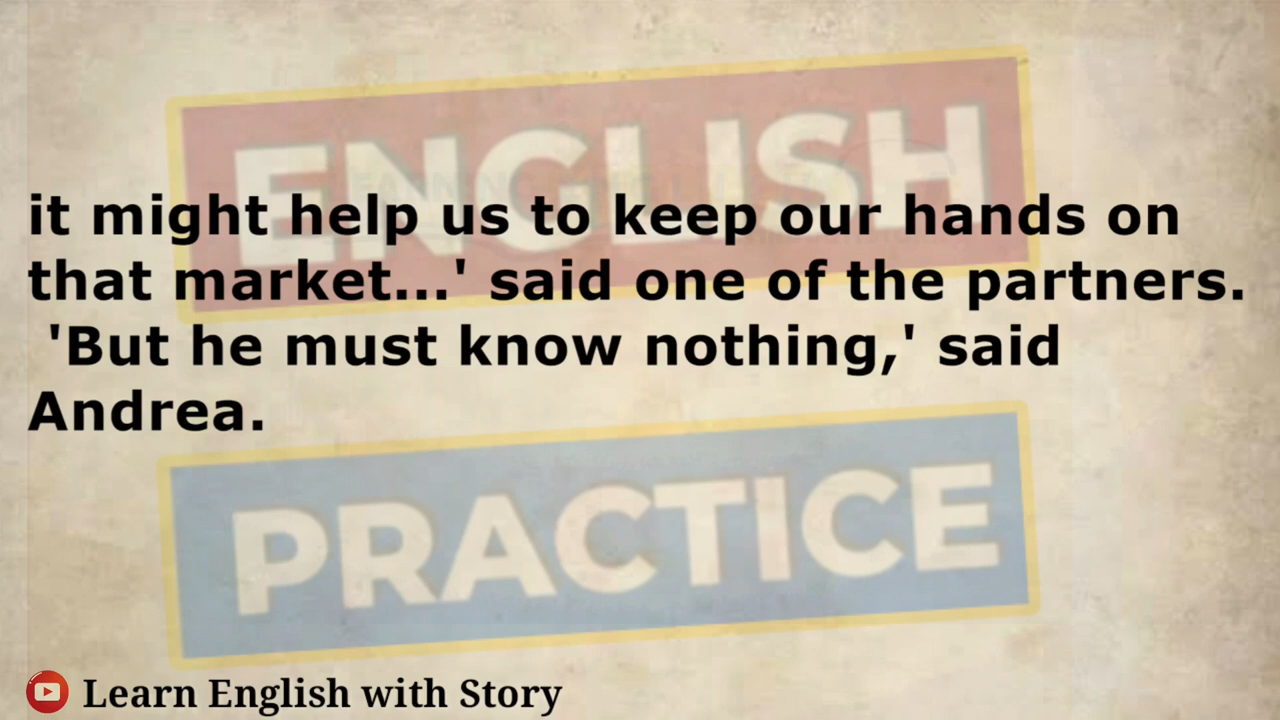 ENGLISH
it might help us to keep our hands on
that market...' said one of the partners.
'But he must know nothing,' said
Andrea.
PRACTICE
Learn English with Story